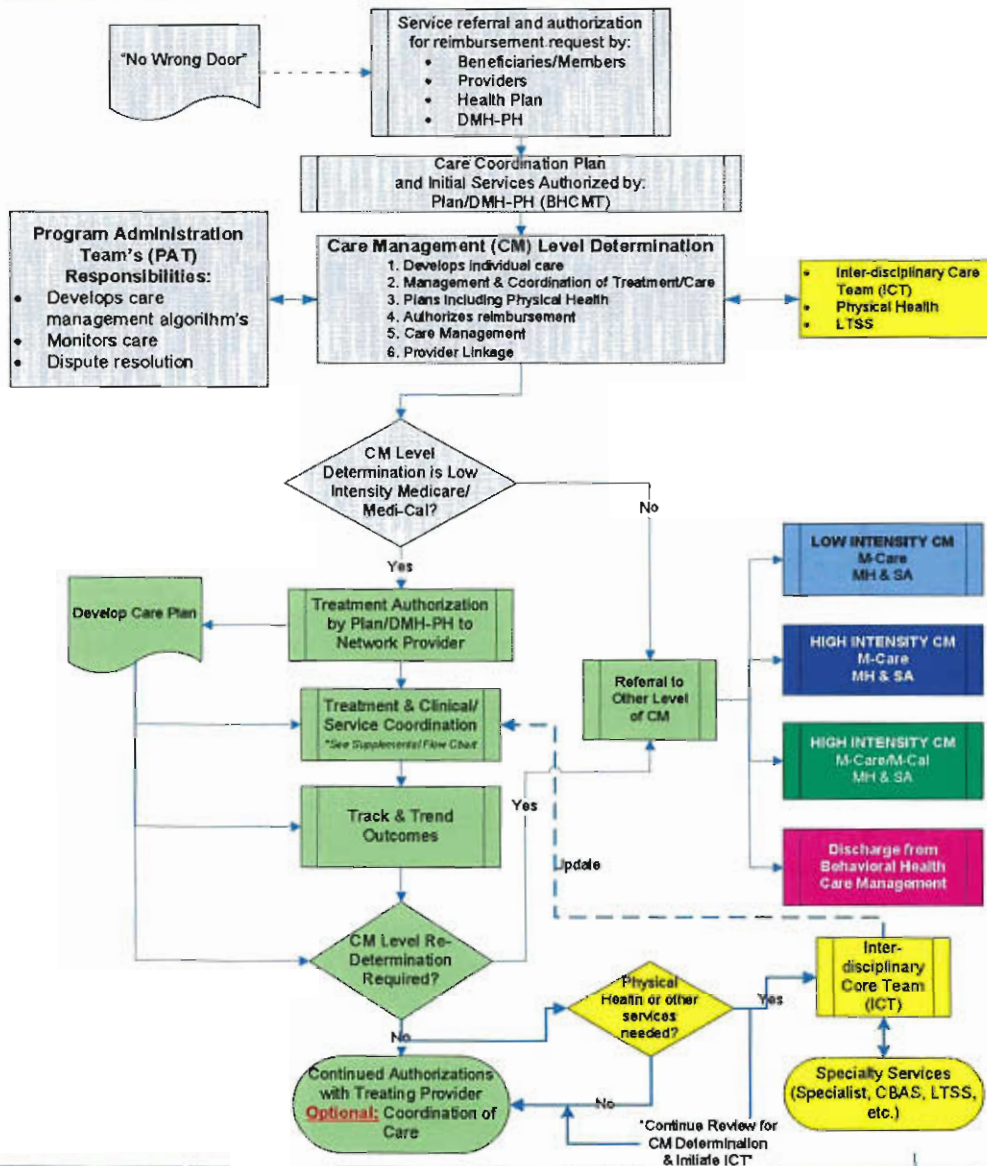 Service referral and authorization
for reimbursement request by:
• Beneficiaries/Members
• Providers
• Health Plan
• DMH-PH
"No Wrong Door"
Care Coordination Plan
and Initial Services Authorized by:
Plan/DMH-PH (BHCMT)
Program Administration
Team's (PAT)
Responsibilities:
• Develops care
management algorithm's
• Monitors care
• Dispute resolution
Care Management (CM) Level Determination
1. Develops individual care
2. Management & Coordination of Treatment/Care
3. Plans Including Physical Health
4. Authorizes reimbursement
5. Care Management
6. Provider Linkage
• Inter-disciplinary Care
Team (ICT)
• Physical Health
• LTSS
CM Level
Determination is Low
Intensity Medicare/
Medi-Cal?
No
Yes
Develop Care Plan
Treatment Authorization
by Plan/DMH-PH to
Network Provider
Treatment & Clinical/
Service Coordination
*See Supplemental Flow Chart
Track & Trend
Outcomes
CM Level Re-
Determination
Required?
Yes
Referral to
Other Level
of CM
LOW INTENSITY CM
M-Care
MH & SA
HIGH INTENSITY CM
M-Care
MH & SA
HIGH INTENSITY CM
M-Care/M-Cal
MH & SA
Discharge from
Behavioral Health
Care Management
Update
No
Physical
Health or other
services
needed?
Yes
Inter-
disciplinary
Core Team
(ICT)
No
Continued Authorizations
with Treating Provider
Optional: Coordination of
Care
"Continue Review for
CM Determination
& Initiate ICT"
Specialty Services
(Specialist, CBAS, LTSS,
etc.)